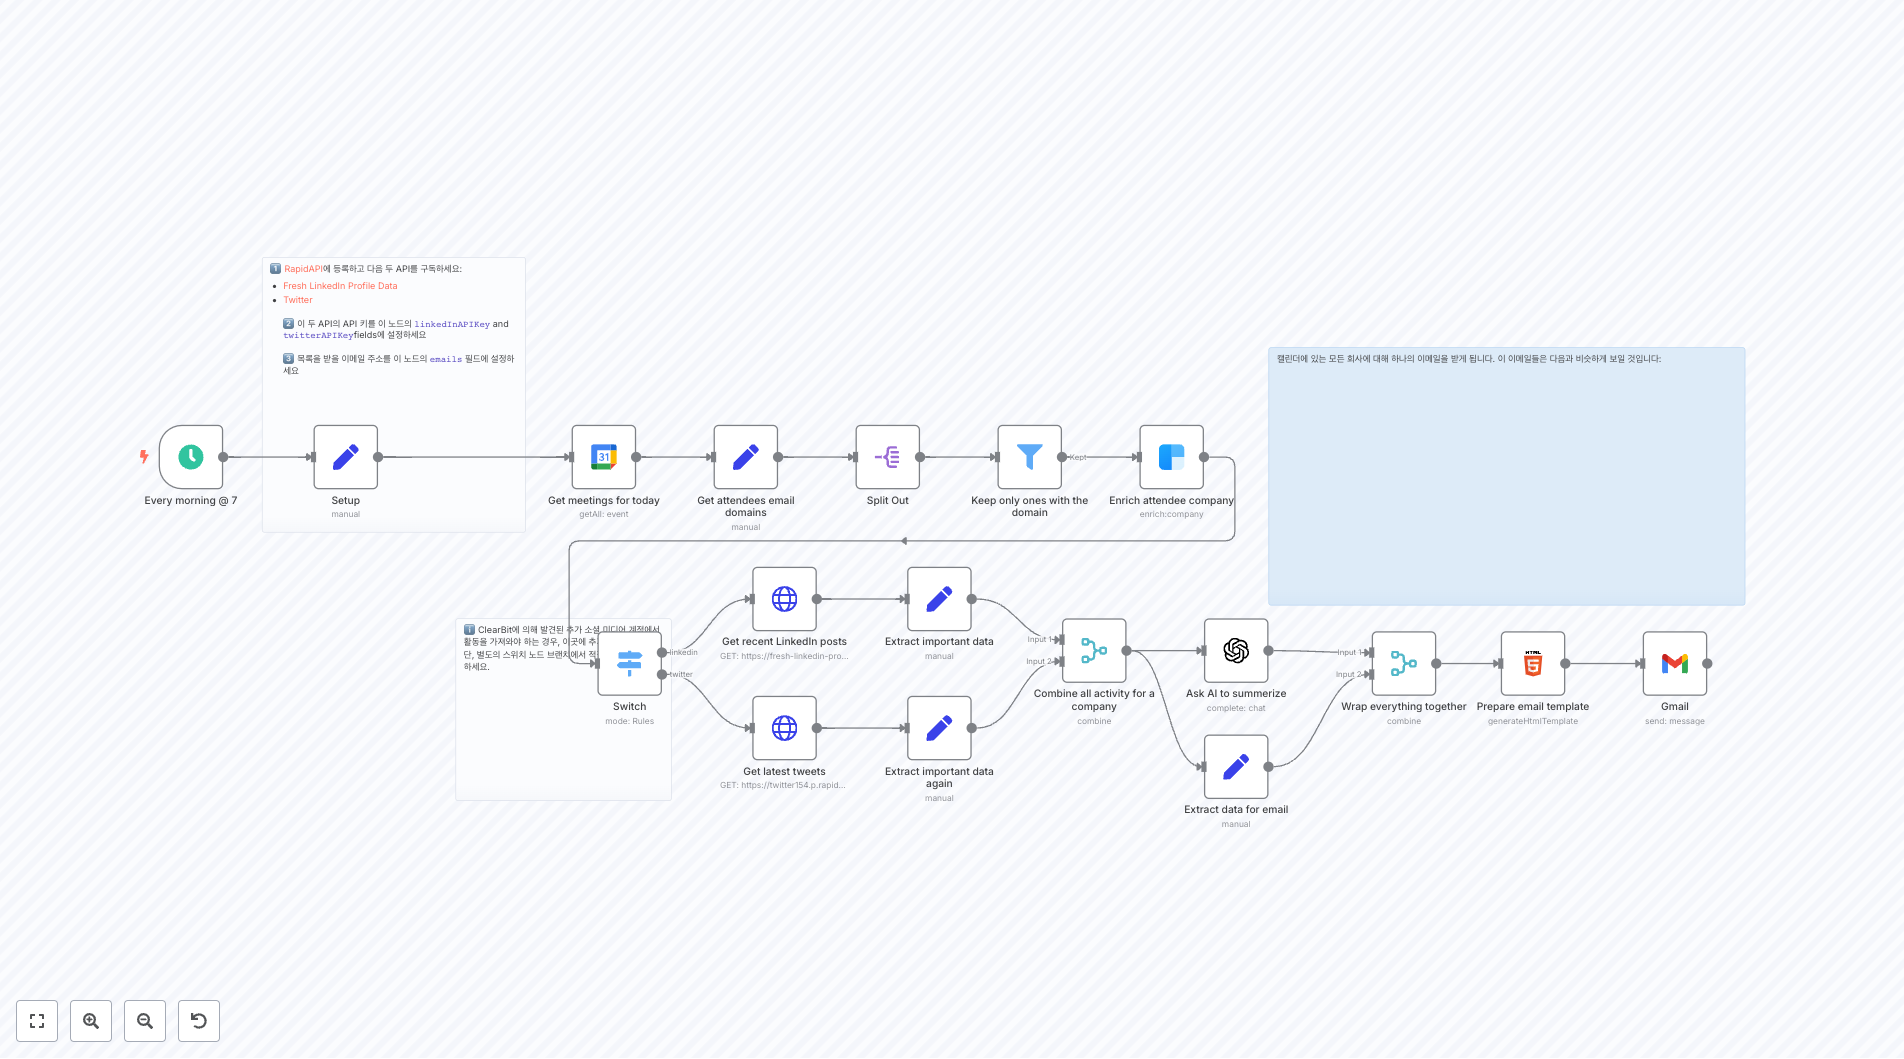 1 RapidAPI에 등록하고 다음 두 API를 구독하세요:
• Fresh LinkedIn Profile Data
• Twitter
2 이 두 API의 API 키를 이 노드의 linkedInAPIKey and
twitterAPIKeyfields에 설정하세요
3 목록을 받을 이메일 주소를 이 노드의 emails 필드에 설정하
세요
캘린더에 있는 모든 회사에 대해 하나의 이메일을 받게 됩니다. 이 이메일들은 다음과 비슷하게 보일 것입니다:
Every morning @ 7
Setup
manual
31
Get meetings for today
getAll: event
Get attendees email
domains
manual
Split Out
Kept
Keep only ones with the
domain
Enrich attendee company
enrich:company
i ClearBit에 의해 발견된 추가 소셜 미디어 계정에서
활동을 가져와야 하는 경우, 이곳에 추
단, 별도의 스위치 노드 브랜치에서 적
하세요.
linkedin
twitter
Switch
mode: Rules
Get recent LinkedIn posts
GET: https://fresh-linkedin-pro...
Extract important data
manual
Get latest tweets
GET: https://twitter154.p.rapid...
Extract important data
again
manual
Input 1
Input 2
Combine all activity for a
company
combine
Ask AI to summerize
complete: chat
Extract data for email
manual
Input 1
Input 2
Wrap everything together
combine
HTML
5
Prepare email template
generateHtmlTemplate
Gmail
send: message